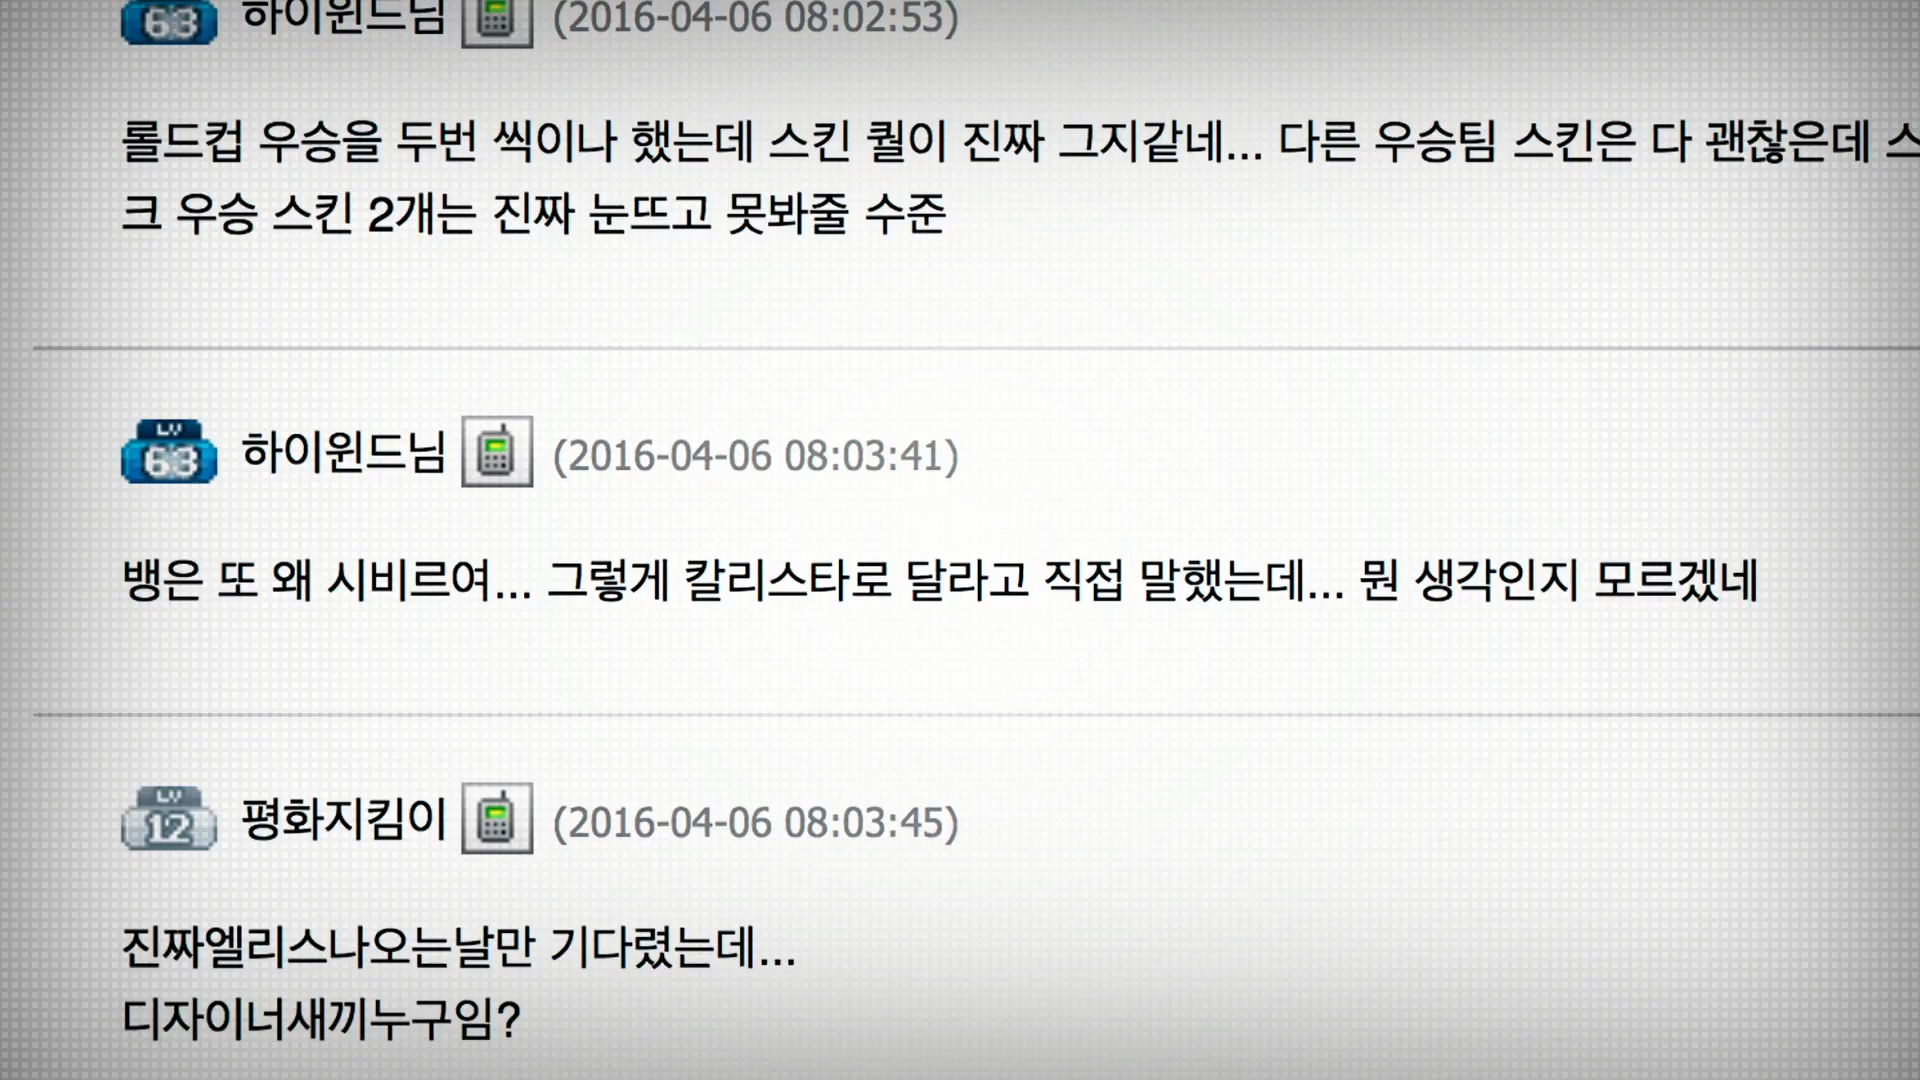 63 하이윈드님 (2016-04-06 08:02:53)
롤드컵 우승을 두번 씩이나 했는데 스킨 퀄이 진짜 그지같네... 다른 우승팀 스킨은 다 괜찮은데 스
크 우승 스킨 2개는 진짜 눈뜨고 못봐줄 수준
LV 63 하이윈드님 (2016-04-06 08:03:41)
뱅은 또 왜 시비르여... 그렇게 칼리스타로 달라고 직접 말했는데... 뭔 생각인지 모르겠네
LV 12 평화지킴이 (2016-04-06 08:03:45)
진짜엘리스나오는날만 기다렸는데...
디자이너새끼누구임?